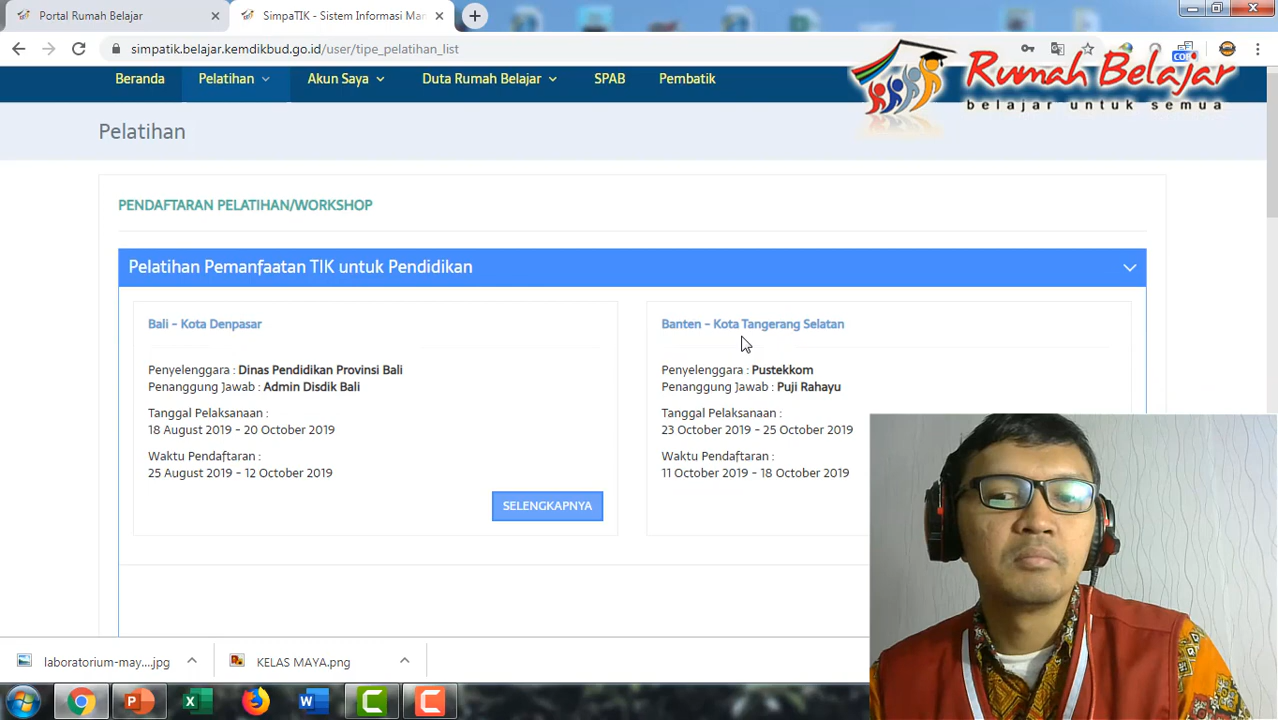 Portal Rumah Belajar
SimpaTIK - Sistem Informasi Mar
simpatik.belajar.kemdikbud.go.id/user/tipe_pelatihan_list
Beranda
Pelatihan
Akun Saya
Duta Rumah Belajar
SPAB
Pembatik
Rumah Belajar
belajar untuk semua
Pelatihan
PENDAFTARAN PELATIHAN/WORKSHOP
Pelatihan Pemanfaatan TIK untuk Pendidikan
Bali - Kota Denpasar
Penyelenggara : Dinas Pendidikan Provinsi Bali
Penanggung Jawab : Admin Disdik Bali
Tanggal Pelaksanaan :
18 August 2019 - 20 October 2019
Waktu Pendaftaran :
25 August 2019 - 12 October 2019
SELENGKAPNYA
Banten - Kota Tangerang Selatan
Penyelenggara : Pustekkom
Penanggung Jawab : Puji Rahayu
Tanggal Pelaksanaan :
23 October 2019 - 25 October 2019
Waktu Pendaftaran :
11 October 2019 - 18 October 2019
laboratorium-may....jpg
KELAS MAYA.png